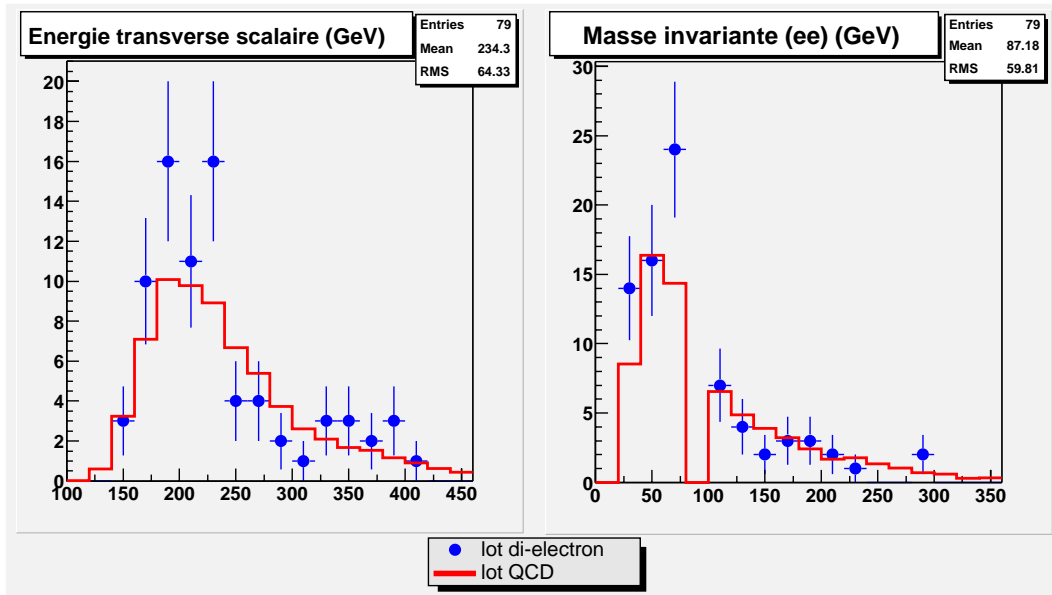 Energie transverse scalaire (GeV)
Entries 79
Mean 234.3
RMS 64.33
20
18
16
14
12
10
8
6
4
2
0
100 150 200 250 300 350 400 450
Masse invariante (ee) (GeV)
Entries 79
Mean 87.18
RMS 59.81
30
25
20
15
10
5
0
0 50 100 150 200 250 300 350
lot di-electron
lot QCD